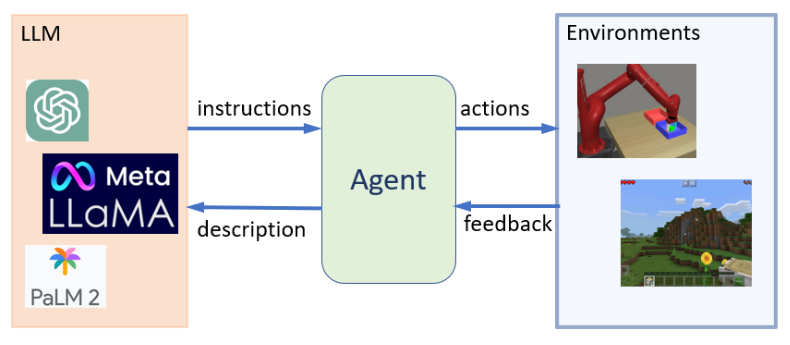 LLM
Meta
LLaMA
PaLM 2
instructions
description
Agent
actions
feedback
Environments